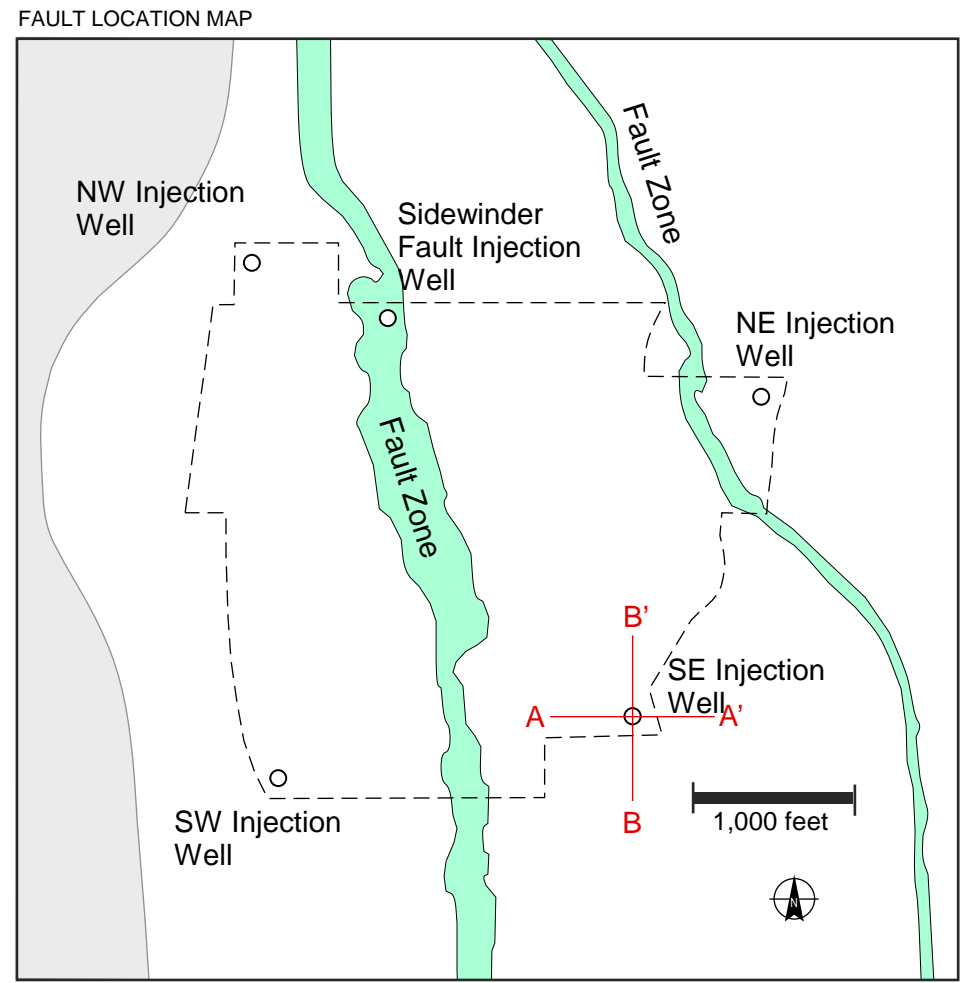 FAULT LOCATION MAP
NW Injection
Well
Sidewinder
Fault Injection
Well
Fault Zone
NE Injection
Well
Fault Zone
B’
SE Injection
Well
A
A’
B
1,000 feet
SW Injection
Well
N